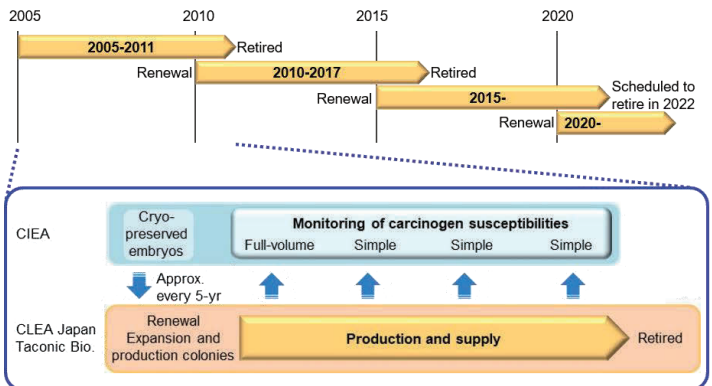 2005 2010 2015 2020
2005-2011 Retired
Renewal 2010-2017 Retired
Renewal 2015- Scheduled to
retire in 2022
Renewal 2020-
CIEA
Cryo-
preserved
embryos
Monitoring of carcinogen susceptibilities
Full-volume Simple Simple Simple
Approx.
every 5-yr
CLEA Japan
Taconic Bio.
Renewal
Expansion and
production colonies
Production and supply
Retired